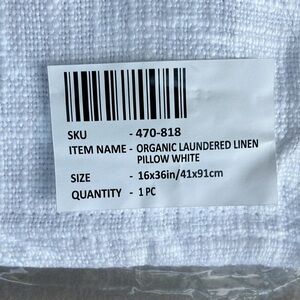 SKU - 470-818
ITEM NAME - ORGANIC LAUNDERED LINEN
PILLOW WHITE
SIZE - 16x36in/41x91cm
QUANTITY - 1 PC